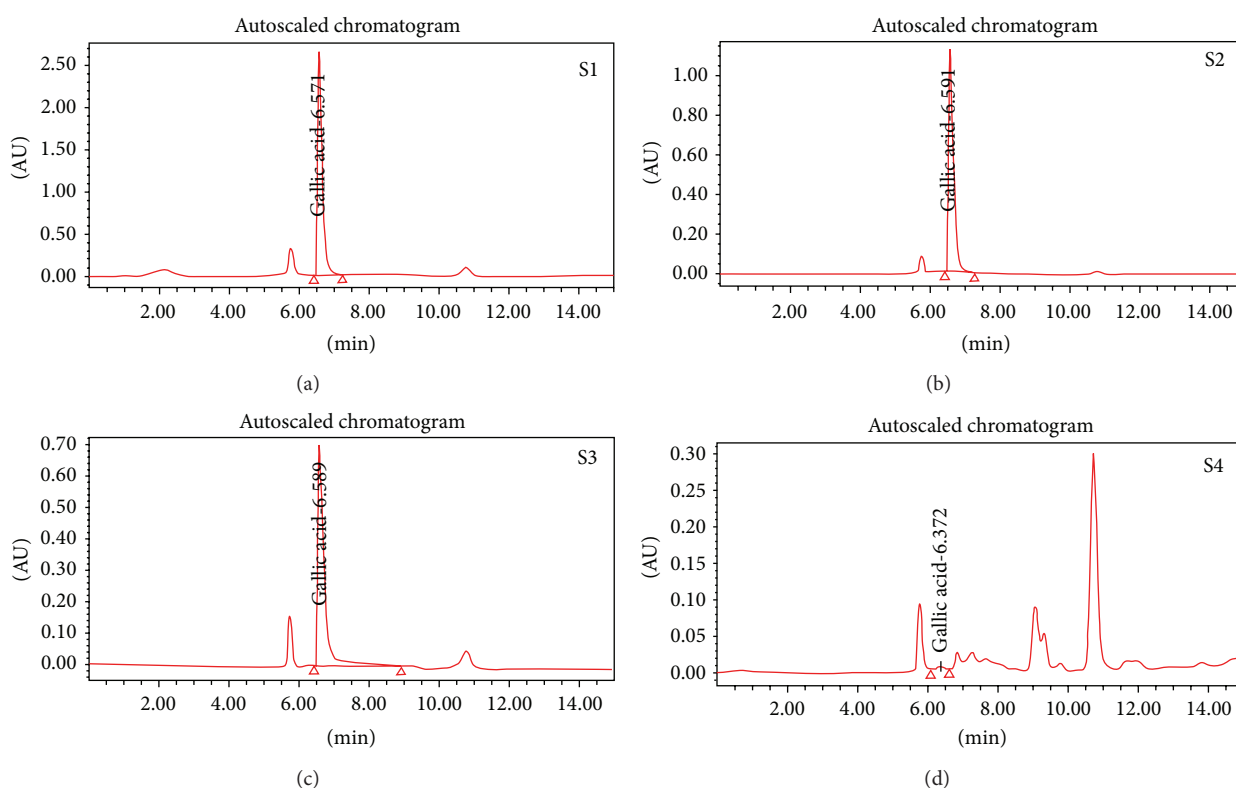 Autoscaled chromatogram
S1
(AU)
2.50
2.00
1.50
1.00
0.50
0.00
Gallic acid-6.571
2.00 4.00 6.00 8.00 10.00 12.00 14.00
(min)
(a)
Autoscaled chromatogram
S2
(AU)
1.00
0.80
0.60
0.40
0.20
0.00
Gallic acid-6.591
2.00 4.00 6.00 8.00 10.00 12.00 14.00
(min)
(b)
Autoscaled chromatogram
S3
(AU)
0.70
0.60
0.50
0.40
0.30
0.20
0.10
0.00
Gallic acid-6.589
2.00 4.00 6.00 8.00 10.00 12.00 14.00
(min)
(c)
Autoscaled chromatogram
S4
(AU)
0.30
0.25
0.20
0.15
0.10
0.05
0.00
Gallic acid-6.372
2.00 4.00 6.00 8.00 10.00 12.00 14.00
(min)
(d)